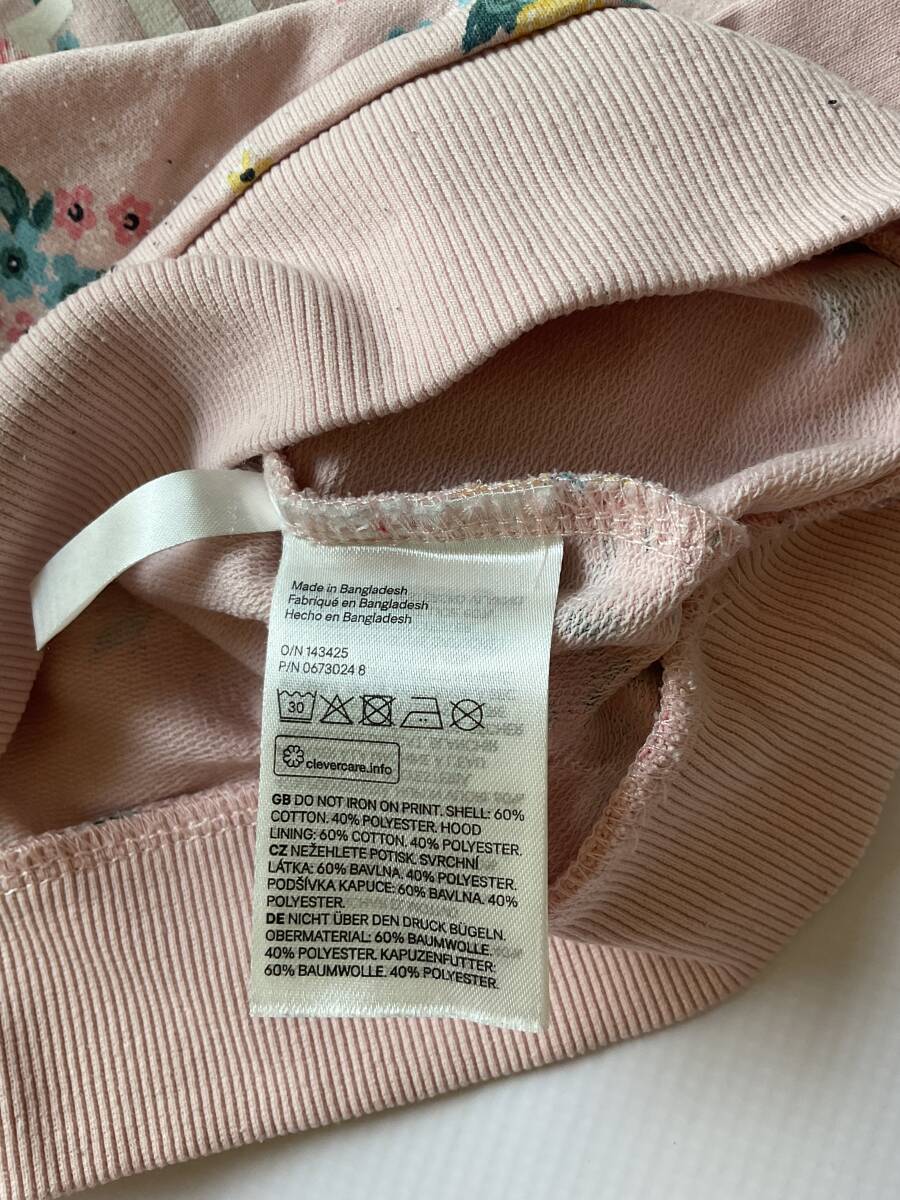 Made in Bangladesh
Fabriqué en Bangladesh
Hecho en Bangladesh
O/N 143425
P/N 0673024 8
30
clevercare.info
GB DO NOT IRON ON PRINT. SHELL: 60%
COTTON. 40% POLYESTER. HOOD
LINING: 60% COTTON. 40% POLYESTER.
CZ NEŽEHLETE POTISK. SVRCHNÍ
LÁTKA: 60% BAVLNA. 40% POLYESTER.
PODŠÍVKA KAPUCE: 60% BAVLNA. 40%
POLYESTER.
DE NICHT ÜBER DEN DRUCK BÜGELN.
OBERMATERIAL: 60% BAUMWOLLE.
40% POLYESTER. KAPUZENFUTTER:
60% BAUMWOLLE. 40% POLYESTER.